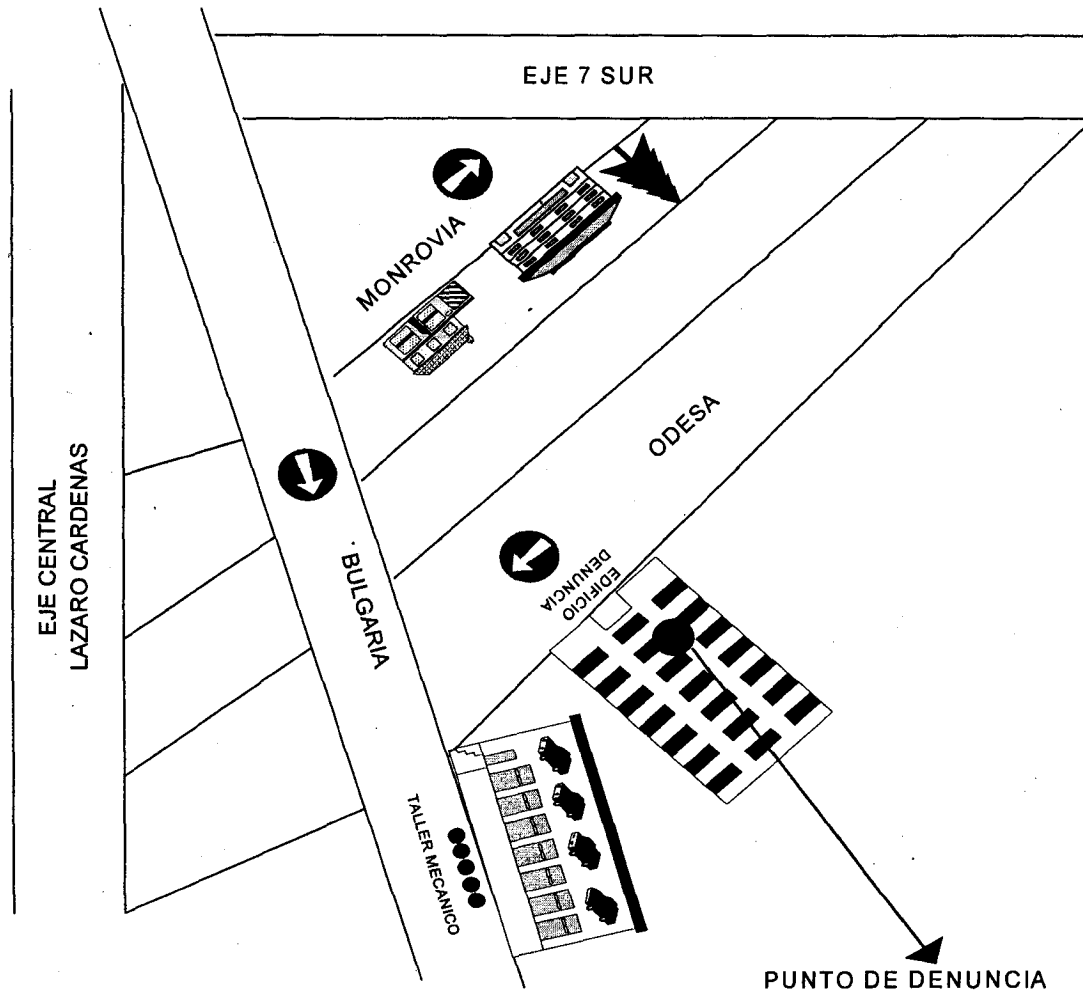 EJE 7 SUR
MONROVIA
ODESA
EJE CENTRAL
LAZARO CARDENAS
BULGARIA
EDIFICIO
DENUNCIA
TALLER MECANICO
PUNTO DE DENUNCIA